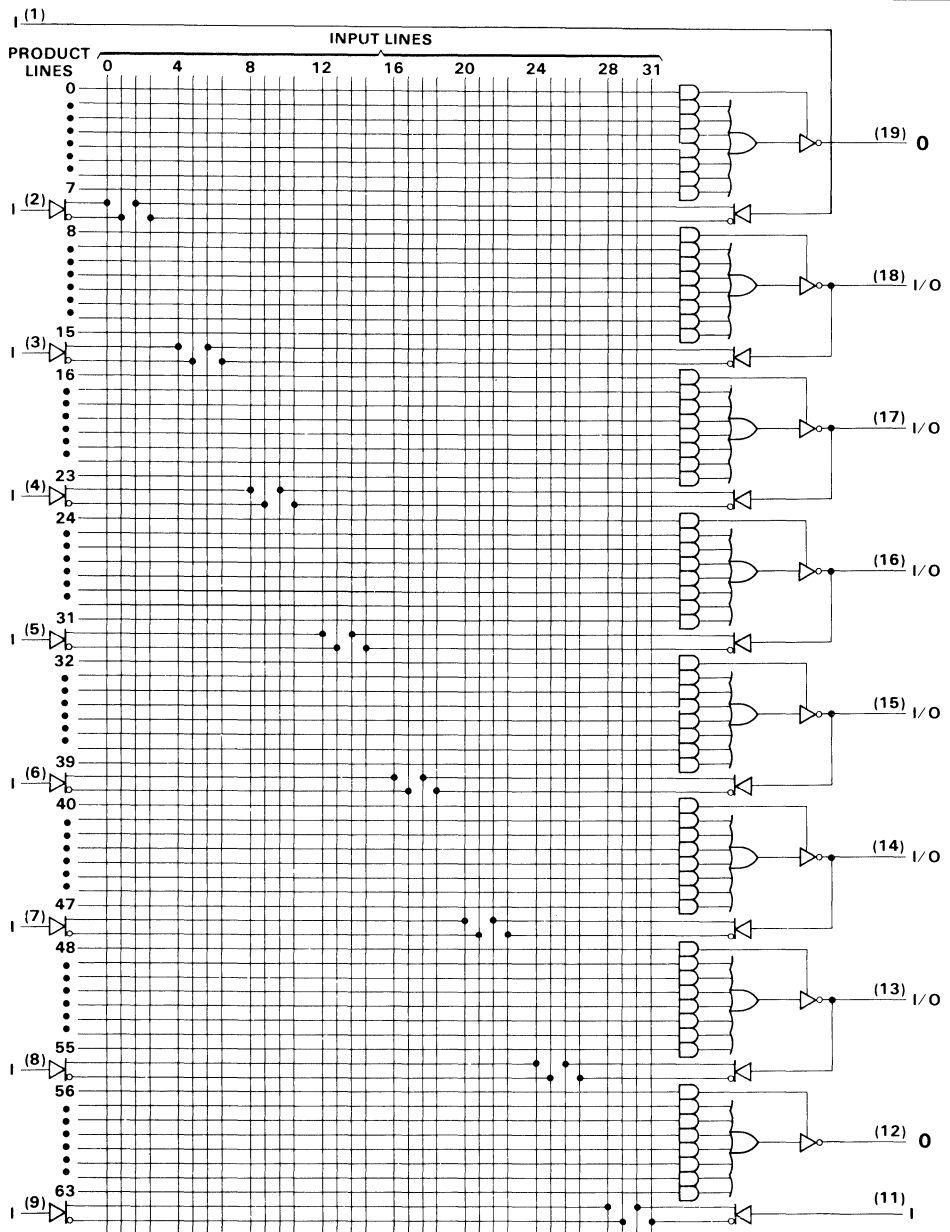 I (1)
INPUT LINES
PRODUCT LINES
0 4 8 12 16 20 24 28 31
0
(19) O
7
I (2)
8
(18) I/O
15
I (3)
16
(17) I/O
23
I (4)
24
(16) I/O
31
I (5)
32
(15) I/O
39
I (6)
40
(14) I/O
47
I (7)
48
(13) I/O
55
I (8)
56
(12) O
63
I (9)
(11) I